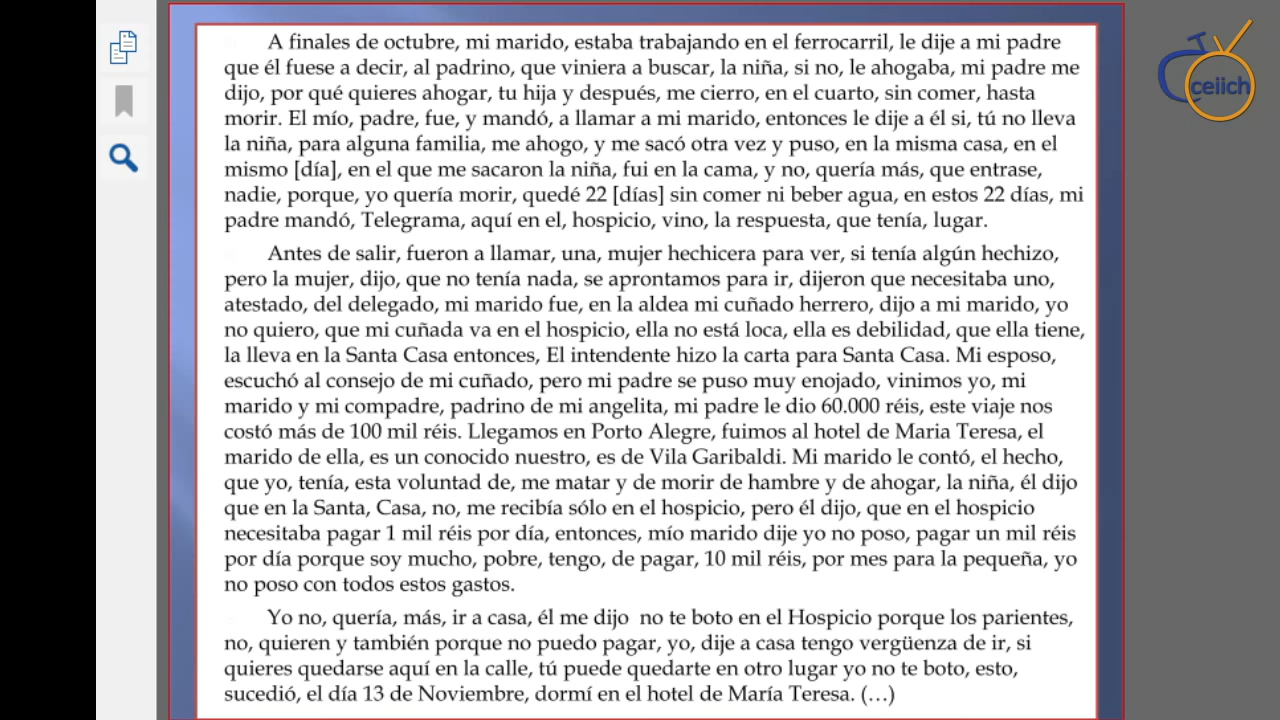 A finales de octubre, mi marido, estaba trabajando en el ferrocarril, le dije a mi padre
que él fuese a decir, al padrino, que viniera a buscar, la niña, si no, le ahogaba, mi padre me
dijo, por qué quieres ahogar, tu hija y después, me cierro, en el cuarto, sin comer, hasta
morir. El mío, padre, fue, y mandó, a llamar a mi marido, entonces le dije a él si, tú no lleva
la niña, para alguna familia, me ahogo, y me sacó otra vez y puso, en la misma casa, en el
mismo [día], en el que me sacaron la niña, fui en la cama, y no, quería más, que entrase,
nadie, porque, yo quería morir, quedé 22 [días] sin comer ni beber agua, en estos 22 días, mi
padre mandó, Telegrama, aquí en el, hospicio, vino, la respuesta, que tenía, lugar.
Antes de salir, fueron a llamar, una, mujer hechicera para ver, si tenía algún hechizo,
pero la mujer, dijo, que no tenía nada, se aprontamos para ir, dijeron que necesitaba uno,
atestado, del delegado, mi marido fue, en la aldea mi cuñado herrero, dijo a mi marido, yo
no quiero, que mi cuñada va en el hospicio, ella no está loca, ella es debilidad, que ella tiene,
la lleva en la Santa Casa entonces, El intendente hizo la carta para Santa Casa. Mi esposo,
escuchó al consejo de mi cuñado, pero mi padre se puso muy enojado, vinimos yo, mi
marido y mi compadre, padrino de mi angelita, mi padre le dio 60.000 réis, este viaje nos
costó más de 100 mil réis. Llegamos en Porto Alegre, fuimos al hotel de Maria Teresa, el
marido de ella, es un conocido nuestro, es de Vila Garibaldi. Mi marido le contó, el hecho,
que yo, tenía, esta voluntad de, me matar y de morir de hambre y de ahogar, la niña, él dijo
que en la Santa, Casa, no, me recibía sólo en el hospicio, pero él dijo, que en el hospicio
necesitaba pagar 1 mil réis por día, entonces, mío marido dije yo no poso, pagar un mil réis
por día porque soy mucho, pobre, tengo, de pagar, 10 mil réis, por mes para la pequeña, yo
no poso con todos estos gastos.
Yo no, quería, más, ir a casa, él me dijo no te boto en el Hospicio porque los parientes,
no, quieren y también porque no puedo pagar, yo, dije a casa tengo vergüenza de ir, si
quieres quedarse aquí en la calle, tú puede quedarte en otro lugar yo no te boto, esto,
sucedió, el día 13 de Noviembre, dormí en el hotel de María Teresa. (…)
ceiich